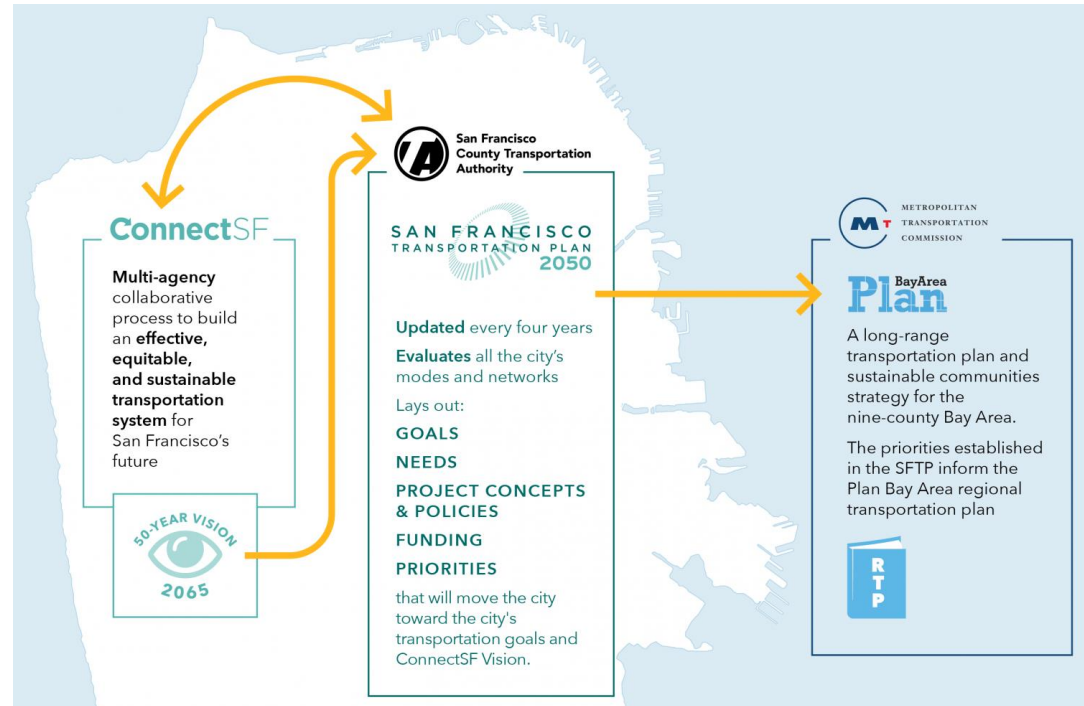 ConnectSF
Multi-agency
collaborative
process to build
an effective,
equitable,
and sustainable
transportation
system for
San Francisco's
future
50-YEAR VISION
2065
TA
San Francisco
County Transportation
Authority
SAN FRANCISCO
TRANSPORTATION PLAN
2050
Updated every four years
Evaluates all the city's
modes and networks
Lays out:
GOALS
NEEDS
PROJECT CONCEPTS
& POLICIES
FUNDING
PRIORITIES
that will move the city
toward the city's
transportation goals and
ConnectSF Vision.
MT
METROPOLITAN
TRANSPORTATION
COMMISSION
BayArea
Plan
A long-range
transportation plan and
sustainable communities
strategy for the
nine-county Bay Area.
The priorities established
in the SFTP inform the
Plan Bay Area regional
transportation plan
R
T
P